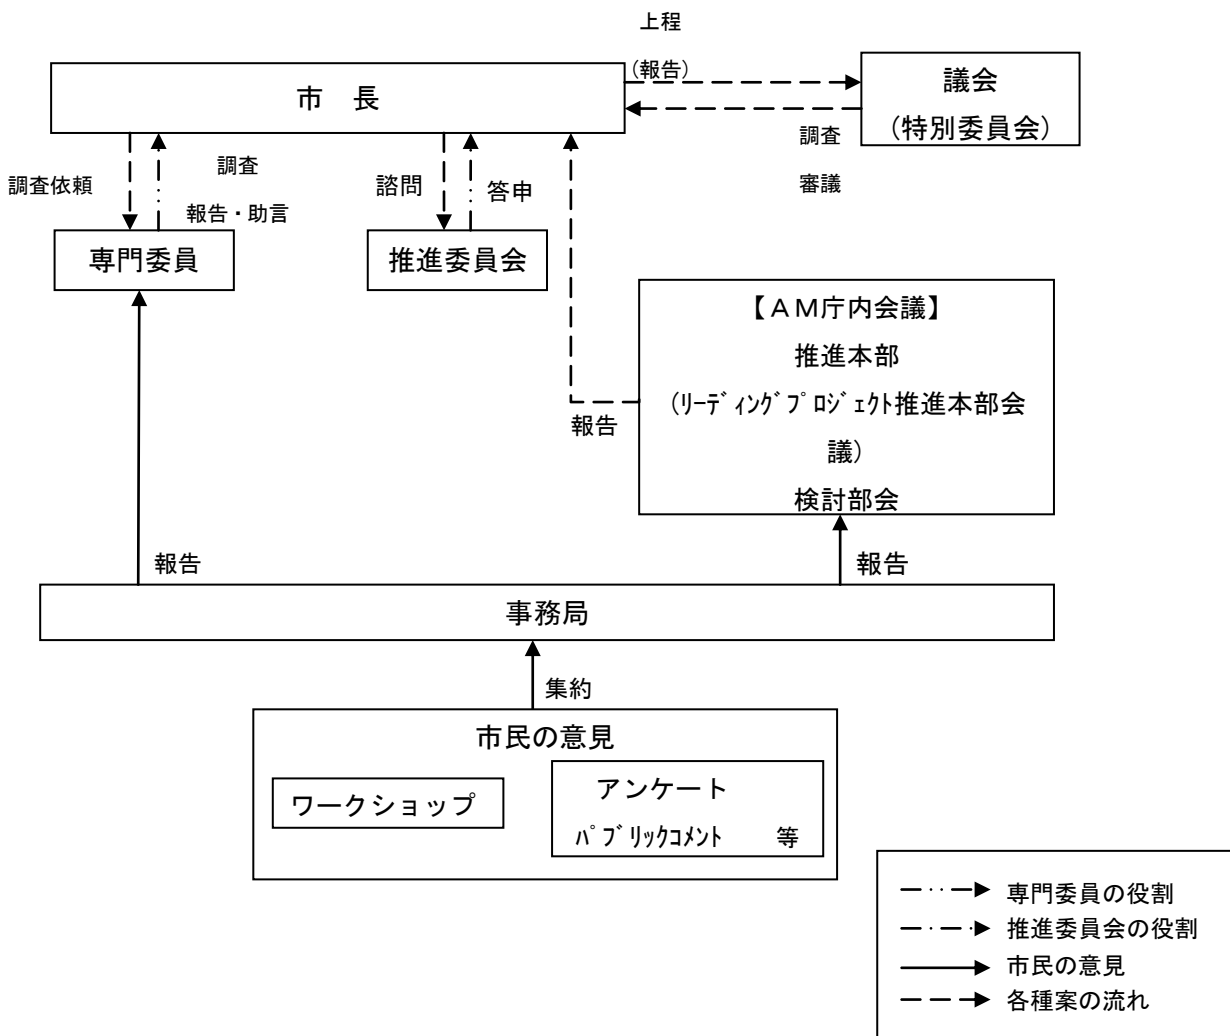 上程
(報告)
市　長
議会
(特別委員会)
調査
審議
調査依頼
調査
報告・助言
諮問
答申
専門委員
推進委員会
【ＡＭ庁内会議】
推進本部
(ﾘｰﾃﾞｨﾝｸﾞﾌﾟﾛｼﾞｪｸﾄ推進本部会
議)
検討部会
報告
報告
報告
事務局
集約
市民の意見
ワークショップ
アンケート
ﾊﾟﾌﾞﾘｯｸｺﾒﾝﾄ　　等
専門委員の役割
推進委員会の役割
市民の意見
各種案の流れ